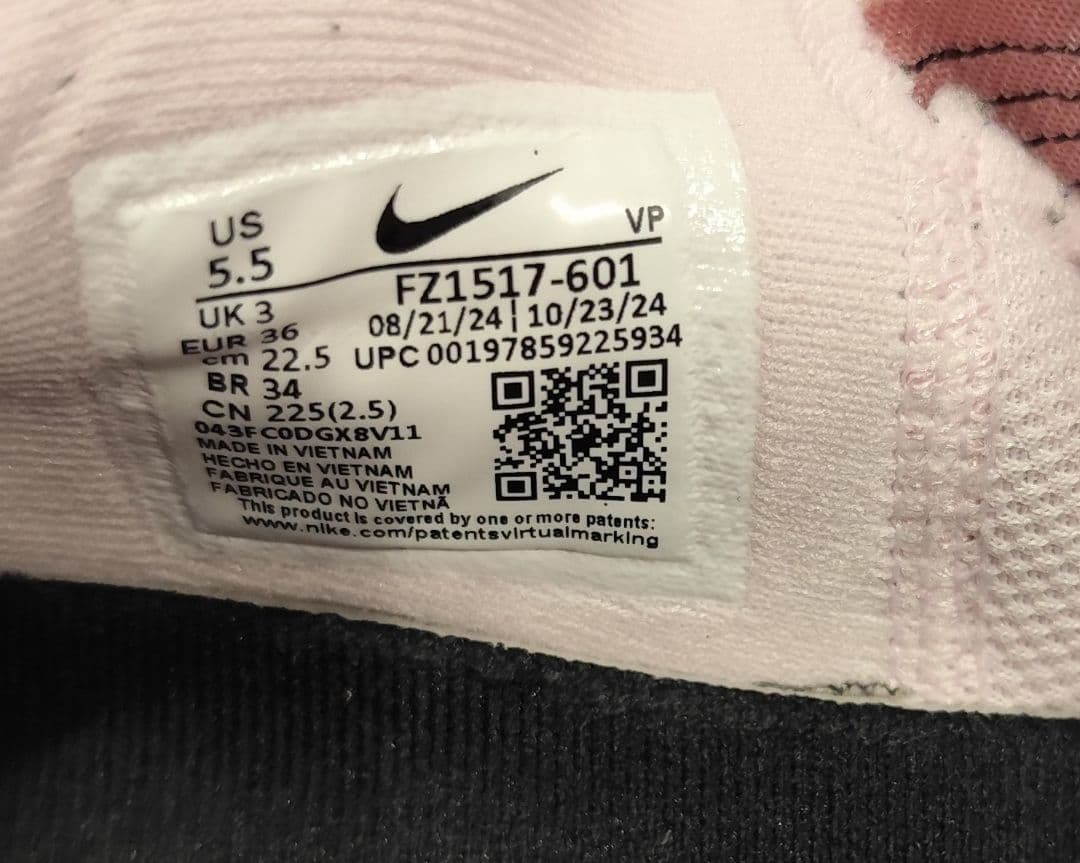 US
5.5
VP
UK 3
FZ1517-601
EUR 36
08/21/24 | 10/23/24
cm 22.5
UPC 00197859225934
BR 34
CN 225(2.5)
043FC0DGX8V11
MADE IN VIETNAM
HECHO EN VIETNAM
FABRIQUE AU VIETNAM
FABRICADO NO VIETNÃ
This product is covered by one or more patents:
www.nike.com/patentsvirtualmarking